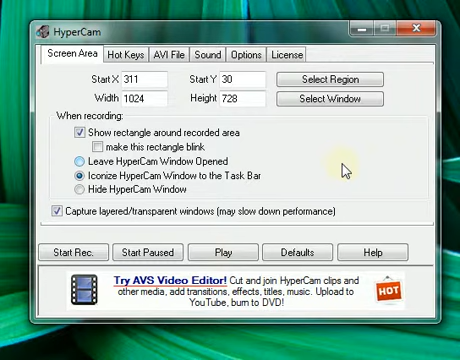 HyperCam
Screen Area Hot Keys AVI File Sound Options License
Start X 311 Start Y 30 Select Region
Width 1024 Height 728 Select Window
When recording:
Show rectangle around recorded area
make this rectangle blink
Leave HyperCam Window Opened
Iconize HyperCam Window to the Task Bar
Hide HyperCam Window
Capture layered/transparent windows (may slow down performance)
Start Rec. Start Paused Play Defaults Help
Try AVS Video Editor! Cut and join HyperCam clips and
other media, add transitions, effects, titles, music. Upload to
YouTube, burn to DVD!
HOT